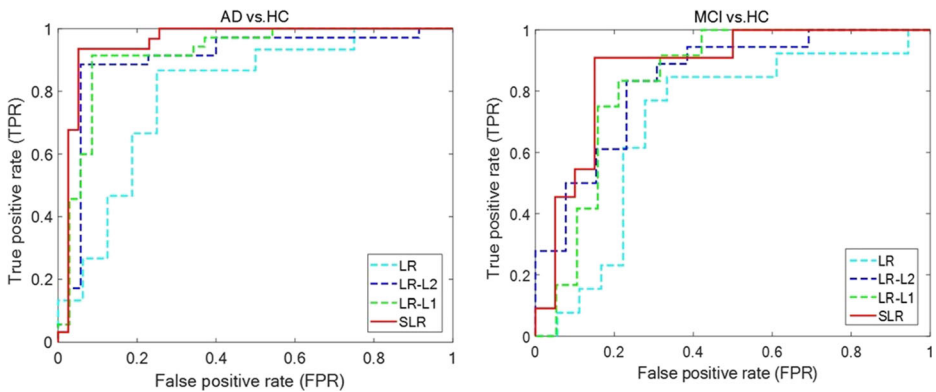 AD vs.HC
True positive rate (TPR)
1
0.8
0.6
0.4
0.2
0
0
0.2
0.4
0.6
0.8
1
False positive rate (FPR)
LR
LR-L2
LR-L1
SLR
MCI vs.HC
True positive rate (TPR)
1
0.8
0.6
0.4
0.2
0
0
0.2
0.4
0.6
0.8
1
False positive rate (FPR)
LR
LR-L2
LR-L1
SLR